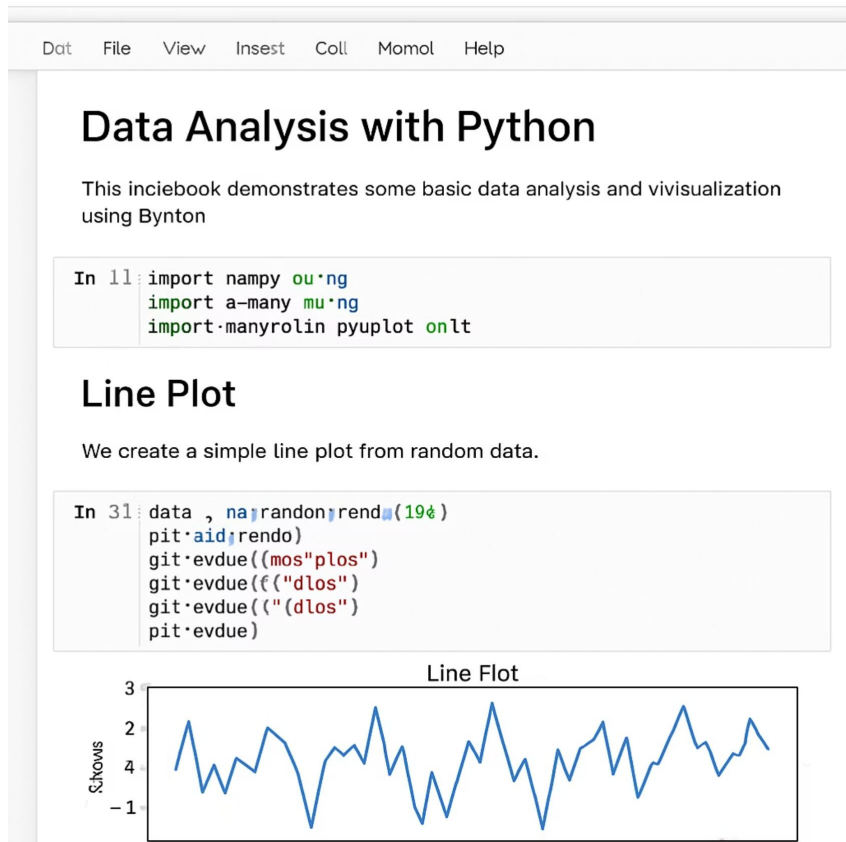 Dat File View Insest Coll Momol Help
Data Analysis with Python
This inciebook demonstrates some basic data analysis and vivisualization
using Bynton
In 11: import nampy ou·ng
import a-many mu·ng
import·manyrolin pyuplot onlt
Line Plot
We create a simple line plot from random data.
In 31: data , na;randon;rend (19¢)
pit·aid;rendo)
git·evdue((mos"plos")
git·evdue(f("dlos")
git·evdue(("(dlos")
pit·evdue)
Line Flot
3
2
4
−1